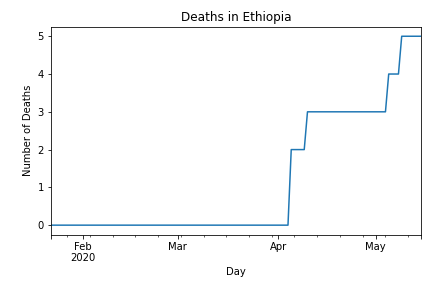 Deaths in Ethiopia
5
4
3
2
1
0
Number of Deaths
Feb
2020
Mar
Apr
May
Day